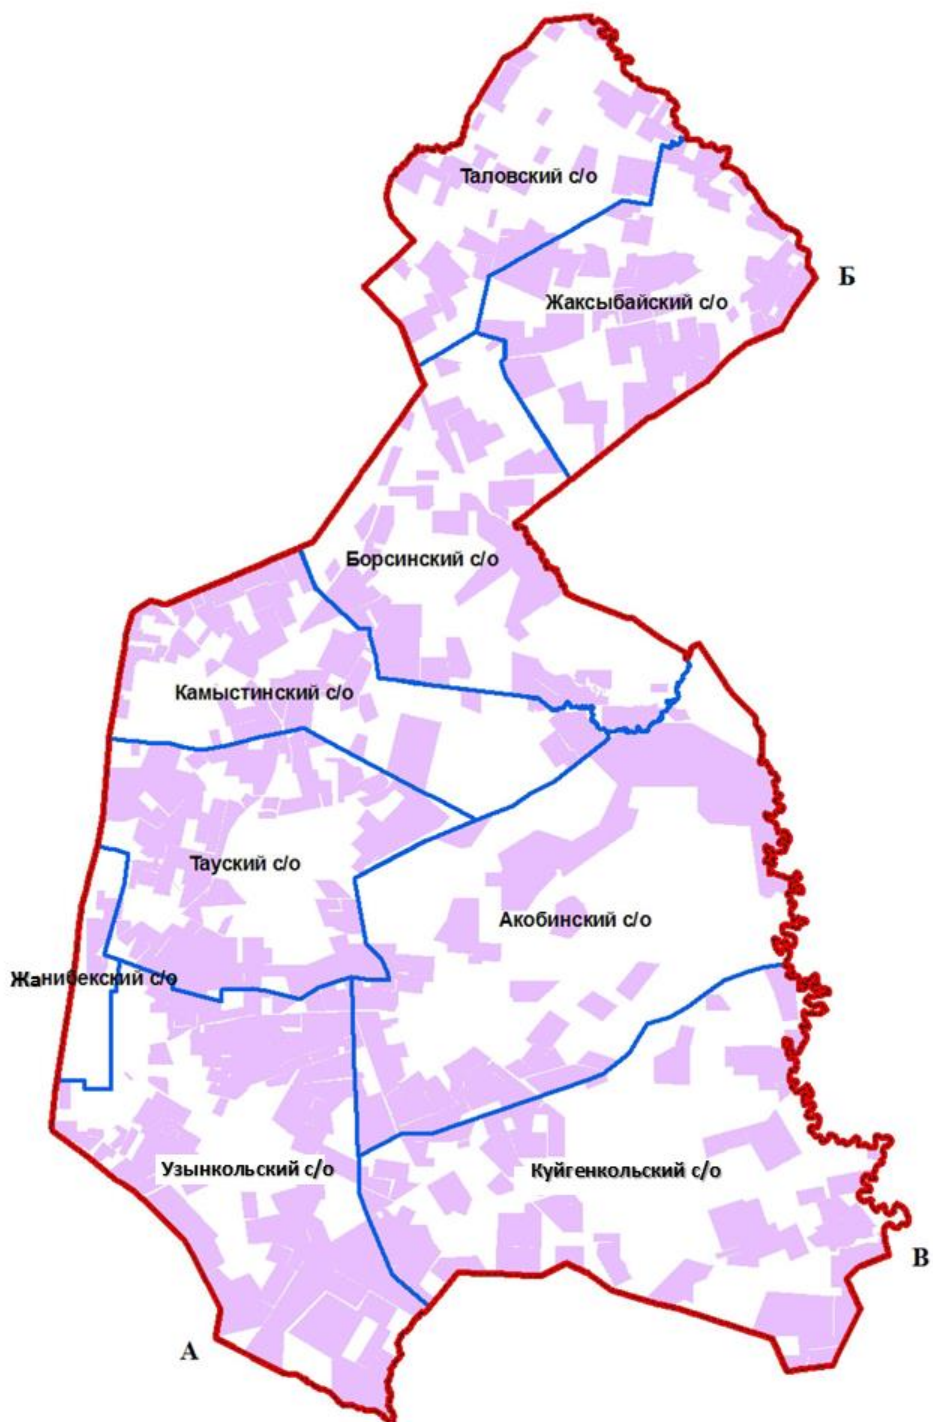 Таловский с/о
Б
Жаксыбайский с/о
Борсинский с/о
Камыстинский с/о
Тауский с/о
Акобинский с/о
Жанибекский с/о
Узынкольский с/о
Куйгенкольский с/о
В
А